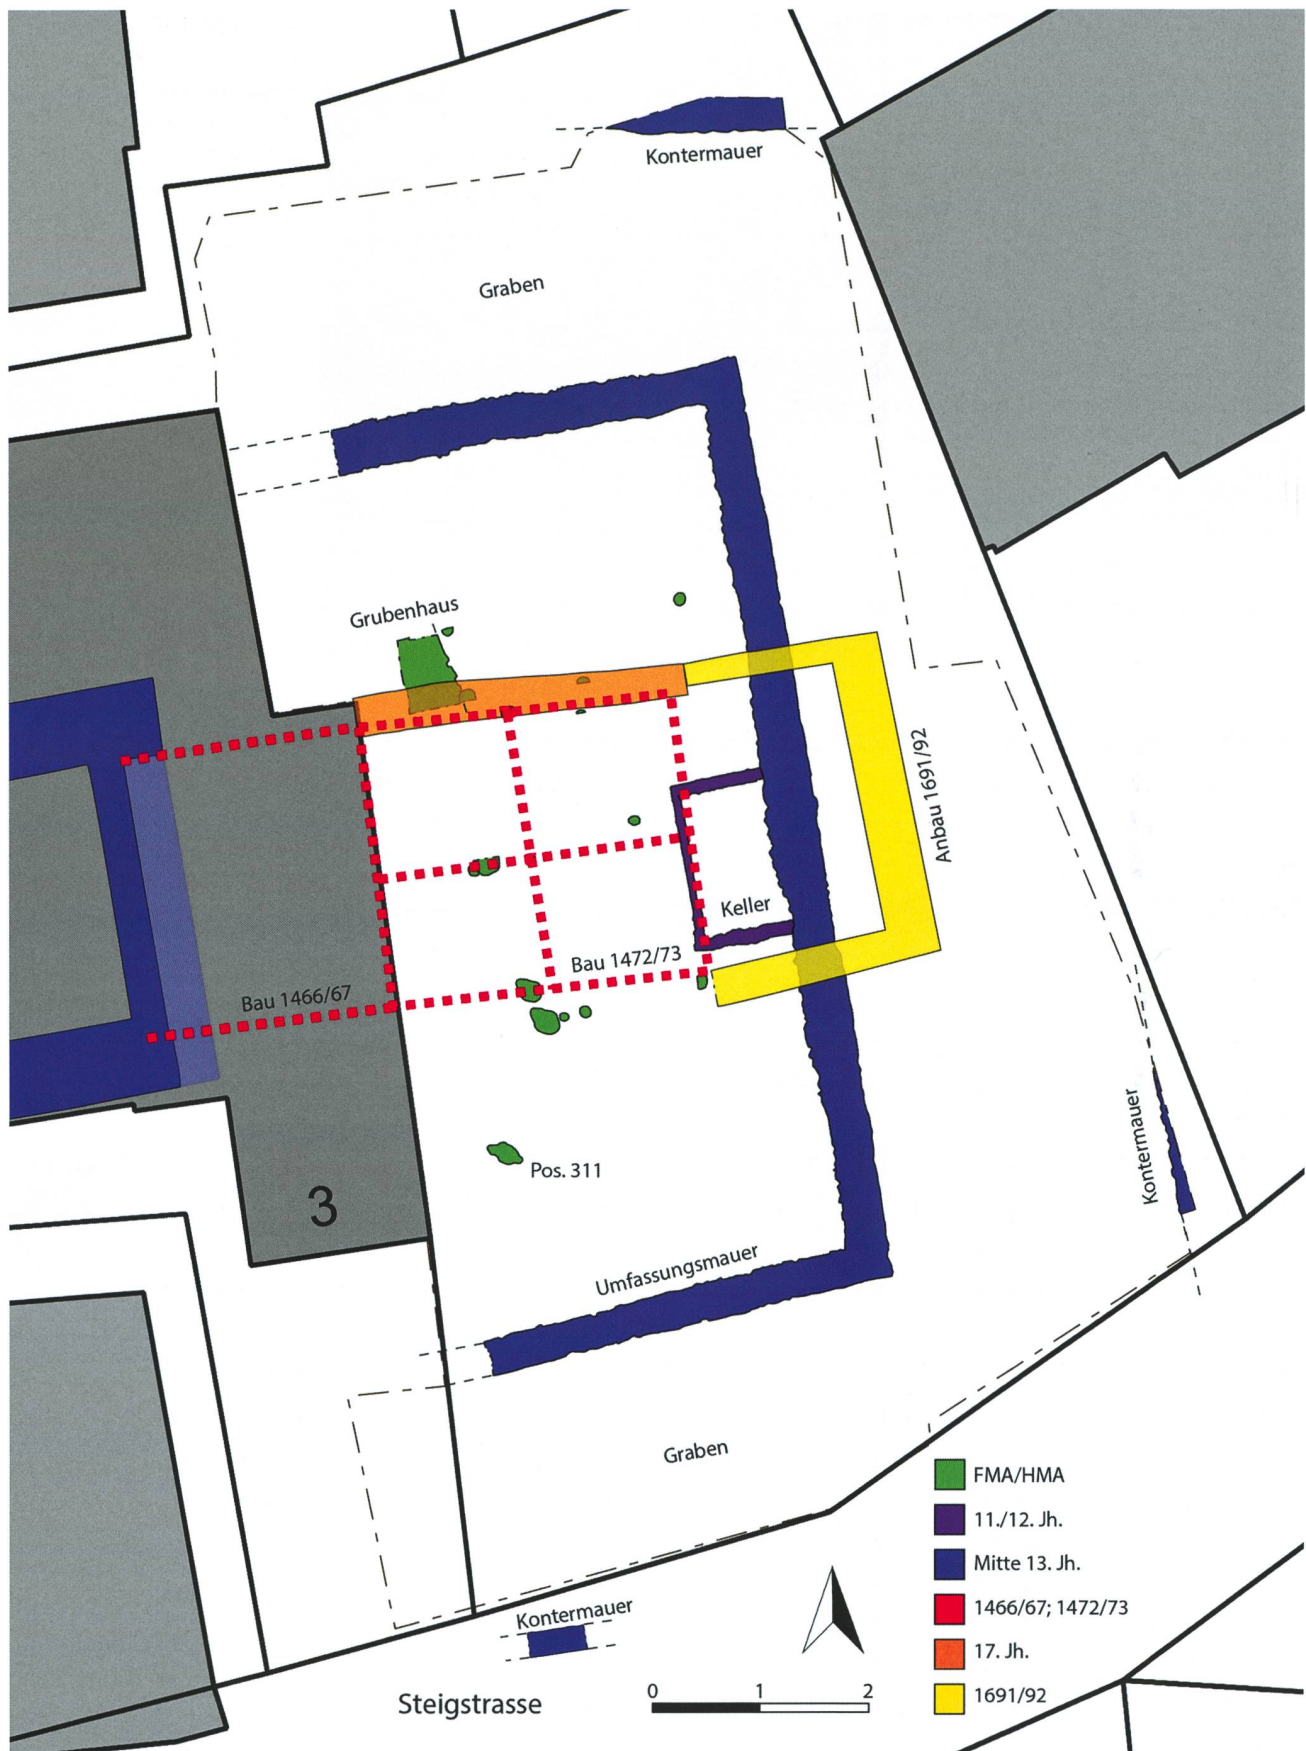 Kontermauer
Graben
Grubenhaus
Anbau 1691/92
Keller
Bau 1472/73
Bau 1466/67
Kontermauer
Pos. 311
3
Umfassungsmauer
Graben
FMA/HMA
11./12. Jh.
Mitte 13. Jh.
1466/67; 1472/73
17. Jh.
1691/92
Kontermauer
Steigstrasse
0 1 2